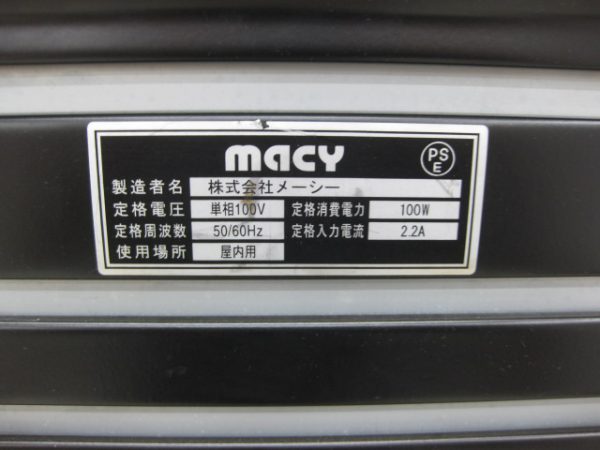 macy
PS
E
製造者名 株式会社メーシー
定格電圧 単相100V 定格消費電力 100W
定格周波数 50/60Hz 定格入力電流 2.2A
使用場所 屋内用